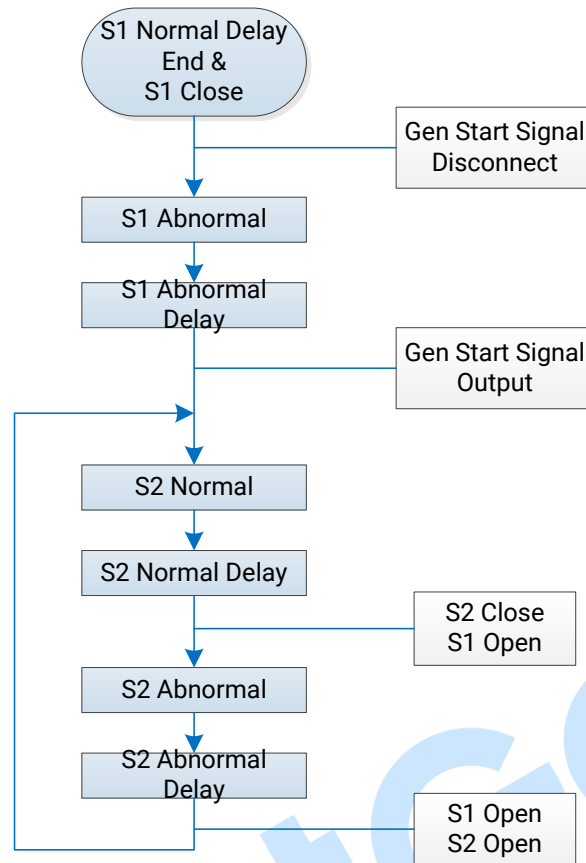 S1 Normal Delay
End &
S1 Close
Gen Start Signal
Disconnect
S1 Abnormal
S1 Abnormal
Delay
Gen Start Signal
Output
S2 Normal
S2 Normal Delay
S2 Close
S1 Open
S2 Abnormal
S2 Abnormal
Delay
S1 Open
S2 Open